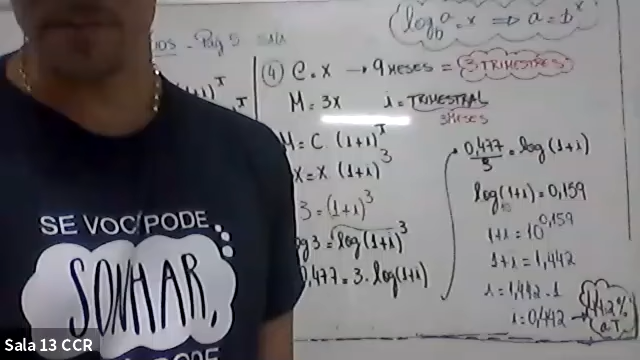 log_b a = x ⇒ a = b^x
Pág 5
④ C = X → 9 MESES = 3 TRIMESTRES
M = 3X i = TRIMESTRAL
3 MESES
M = C. (1+i)^T
X = X. (1+i)^3
3 = (1+i)^3
og 3 = log(1+i)^3
0,477 = 3. log(1+i)
0,477/3 = log(1+i)
log(1+i) = 0,159
1+i = 10^0,159
1+i = 1,442
i = 1,442 - 1
i = 0,442 → 44,2% a.T
SE VOCÊ PODE
SONHAR,
PODE
Sala 13 CCR